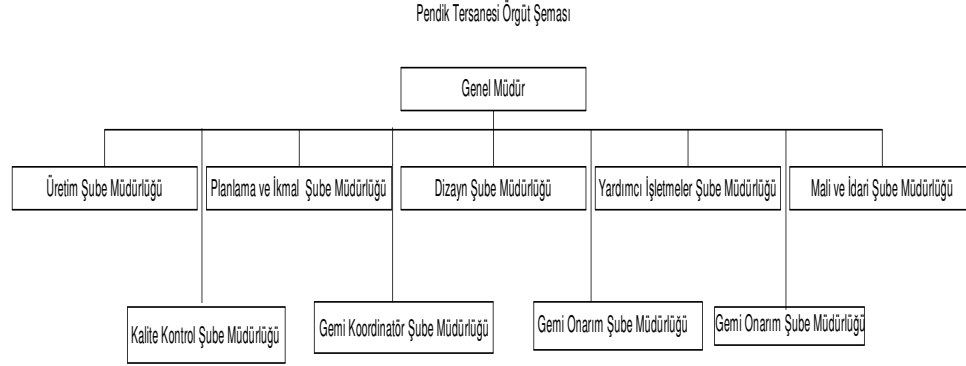 Pendik Tersanesi Örgüt Şeması
Genel Müdür
Üretim Şube Müdürlüğü
Planlama ve İkmal Şube Müdürlüğü
Dizayn Şube Müdürlüğü
Yardımcı İşletmeler Şube Müdürlüğü
Mali ve İdari Şube Müdürlüğü
Kalite Kontrol Şube Müdürlüğü
Gemi Koordinatör Şube Müdürlüğü
Gemi Onarım Şube Müdürlüğü
Gemi Onarım Şube Müdürlüğü